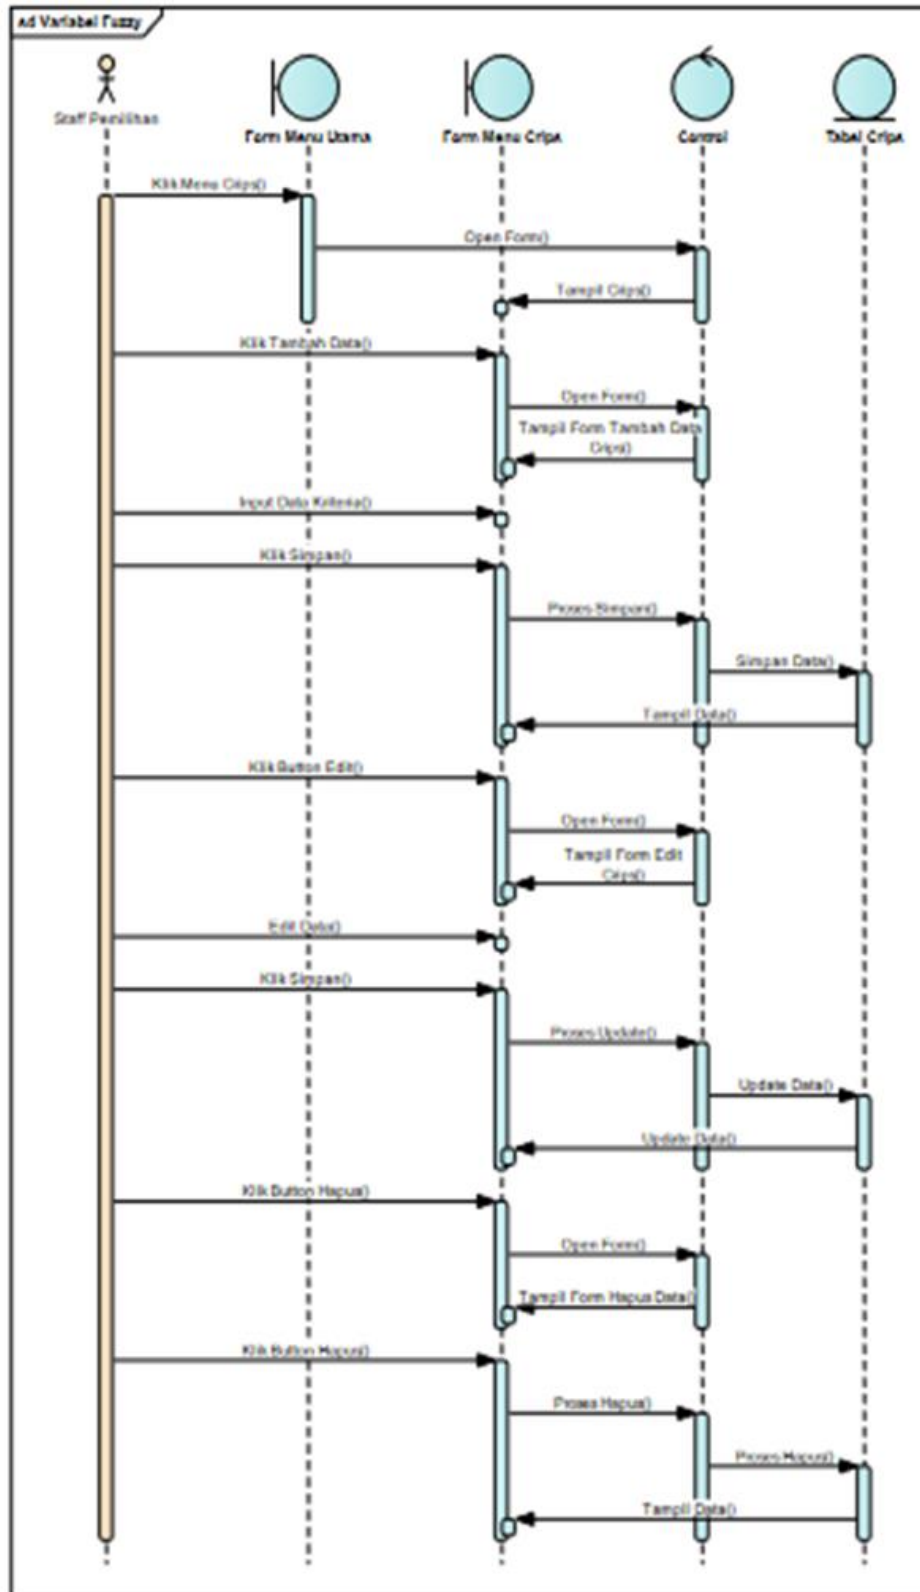 sd Variabel Fuzzy
Staff Pemilihan
Form Menu Utama
Form Menu Crips
Control
Tabel Crips
Klik Menu Crips()
Open Form()
Tampil Crips()
Klik Tambah Data()
Open Form()
Tampil Form Tambah Data
Crips()
Input Data Kriteria()
Klik Simpan()
Proses Simpan()
Simpan Data()
Tampil Data()
Klik Button Edit()
Open Form()
Tampil Form Edit
Crips()
Edit Data()
Klik Simpan()
Proses Update()
Update Data()
Update Data()
Klik Button Hapus()
Open Form()
Tampil Form Hapus Data()
Klik Button Hapus()
Proses Hapus()
Proses Hapus()
Tampil Data()